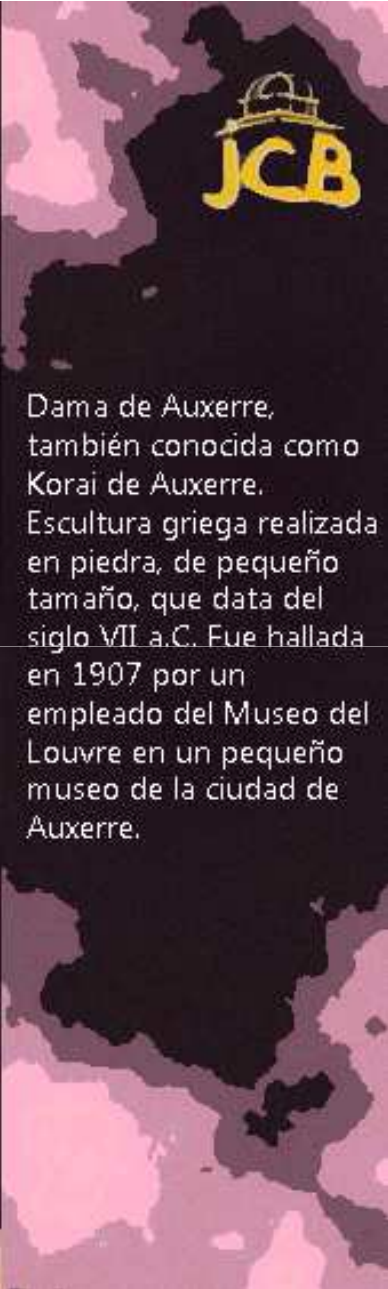 JCB
Dama de Auxerre,
también conocida como
Korai de Auxerre.
Escultura griega realizada
en piedra, de pequeño
tamaño, que data del
siglo VII a.C. Fue hallada
en 1907 por un
empleado del Museo del
Louvre en un pequeño
museo de la ciudad de
Auxerre.